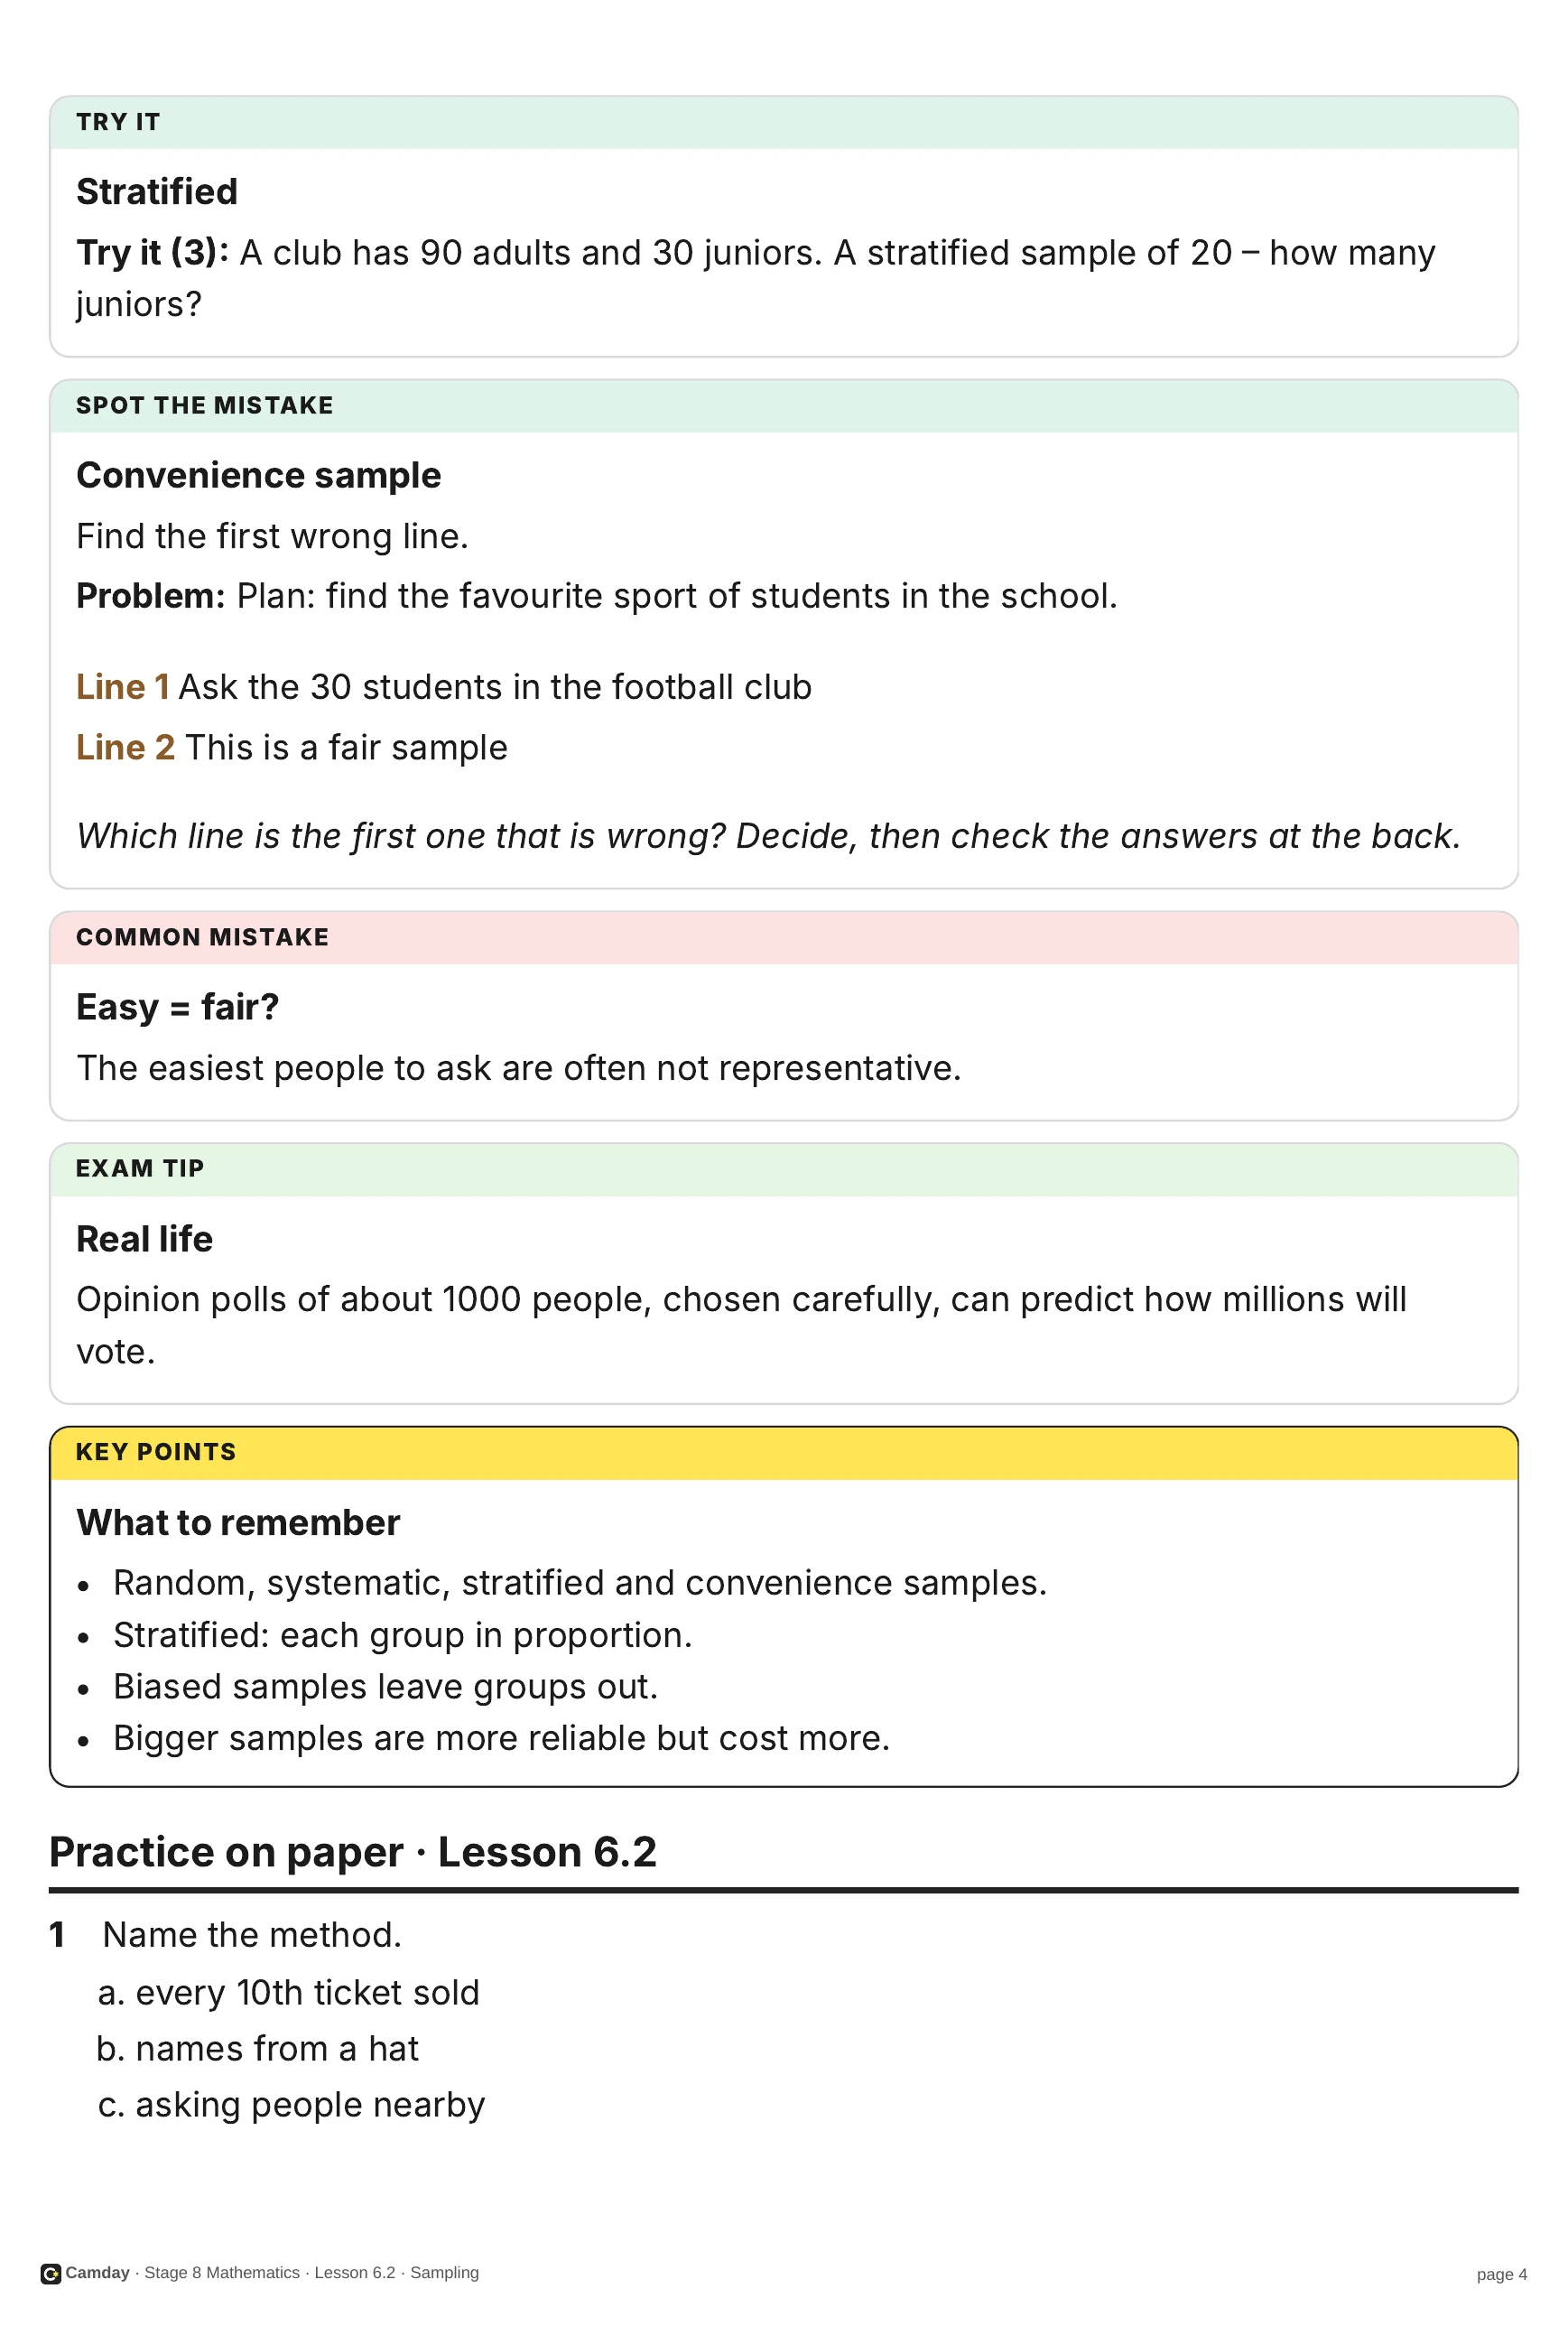 TRY IT
Stratified
Try it (3): A club has 90 adults and 30 juniors. A stratified sample of 20 – how many
juniors?
SPOT THE MISTAKE
Convenience sample
Find the first wrong line.
Problem: Plan: find the favourite sport of students in the school.
Line 1 Ask the 30 students in the football club
Line 2 This is a fair sample
Which line is the first one that is wrong? Decide, then check the answers at the back.
COMMON MISTAKE
Easy = fair?
The easiest people to ask are often not representative.
EXAM TIP
Real life
Opinion polls of about 1000 people, chosen carefully, can predict how millions will
vote.
KEY POINTS
What to remember
• Random, systematic, stratified and convenience samples.
• Stratified: each group in proportion.
• Biased samples leave groups out.
• Bigger samples are more reliable but cost more.
Practice on paper · Lesson 6.2
1 Name the method.
a. every 10th ticket sold
b. names from a hat
c. asking people nearby
Camday · Stage 8 Mathematics · Lesson 6.2 · Sampling
page 4